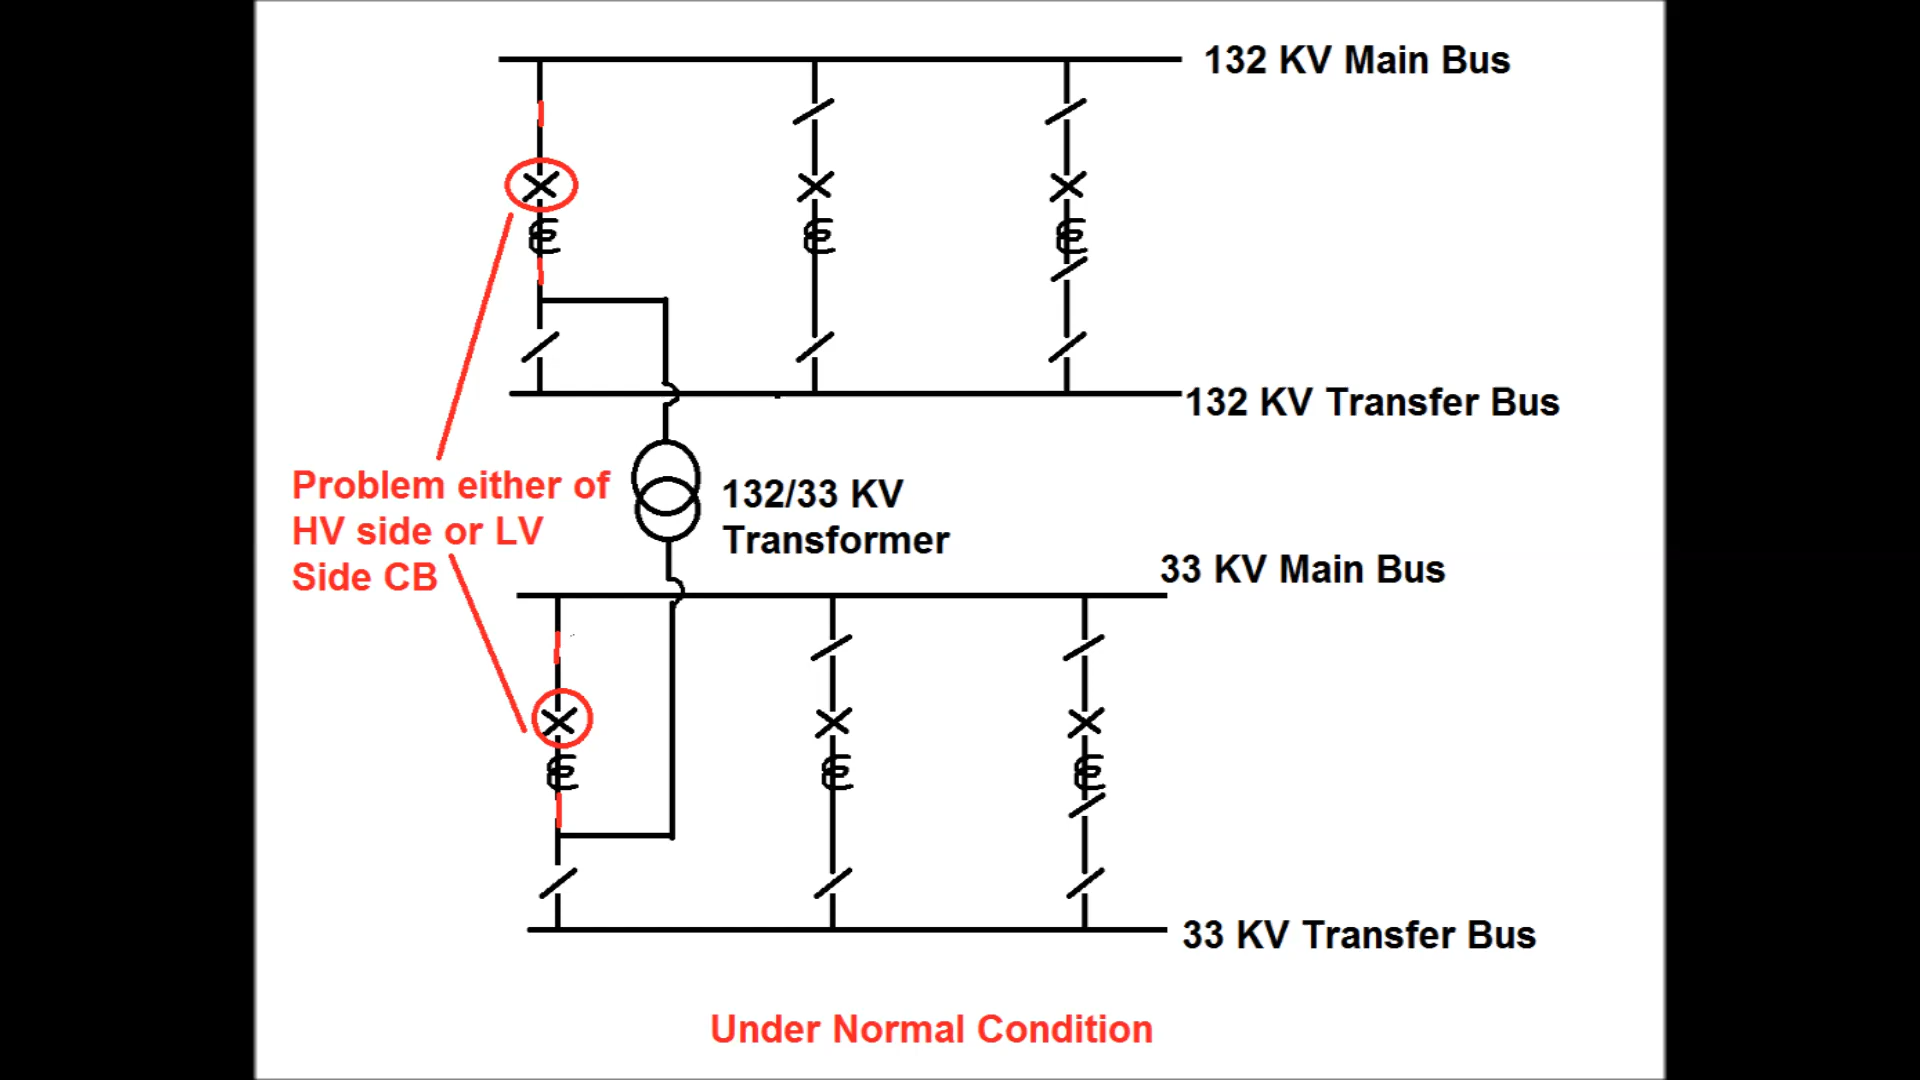 132 KV Main Bus
132 KV Transfer Bus
Problem either of
HV side or LV
Side CB
132/33 KV
Transformer
33 KV Main Bus
33 KV Transfer Bus
Under Normal Condition